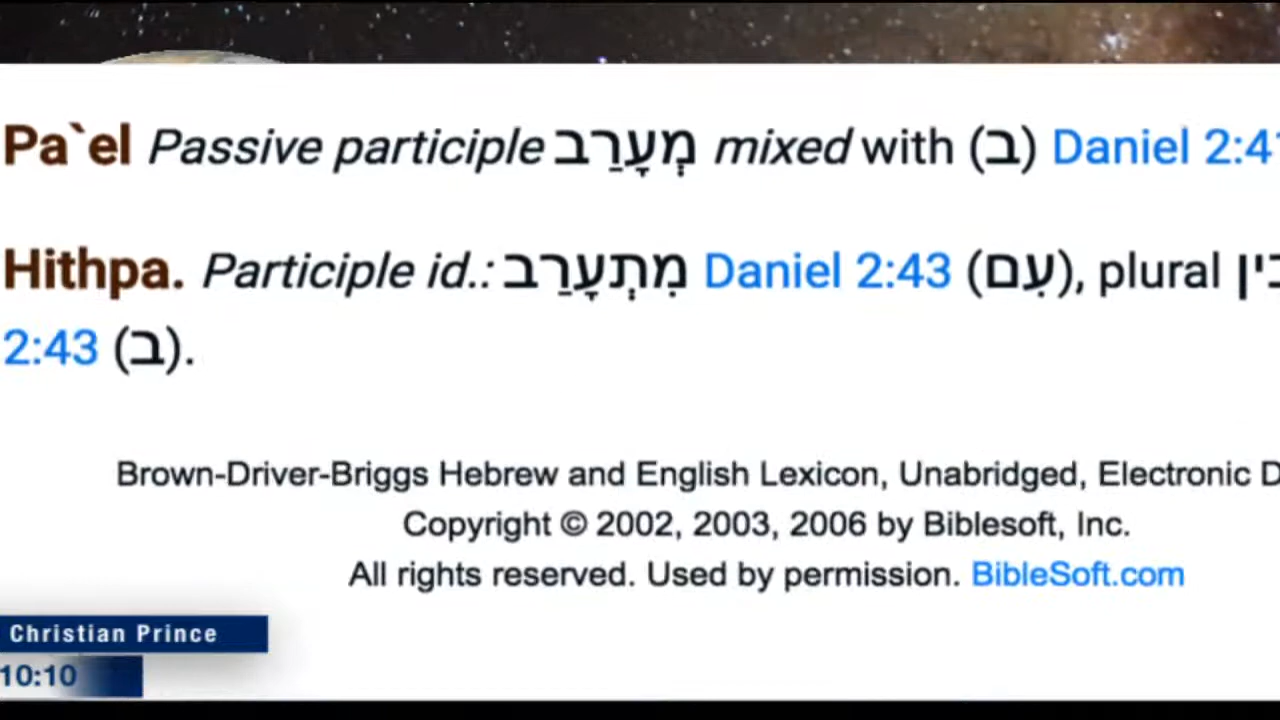 Pa`el Passive participle מְעָרַב mixed with (ב) Daniel 2:41
Hithpa. Participle id.: מִתְעָרַב Daniel 2:43 (עִם), plural
2:43 (ב).
Brown-Driver-Briggs Hebrew and English Lexicon, Unabridged, Electronic D
Copyright © 2002, 2003, 2006 by Biblesoft, Inc.
All rights reserved. Used by permission. BibleSoft.com
Christian Prince
10:10